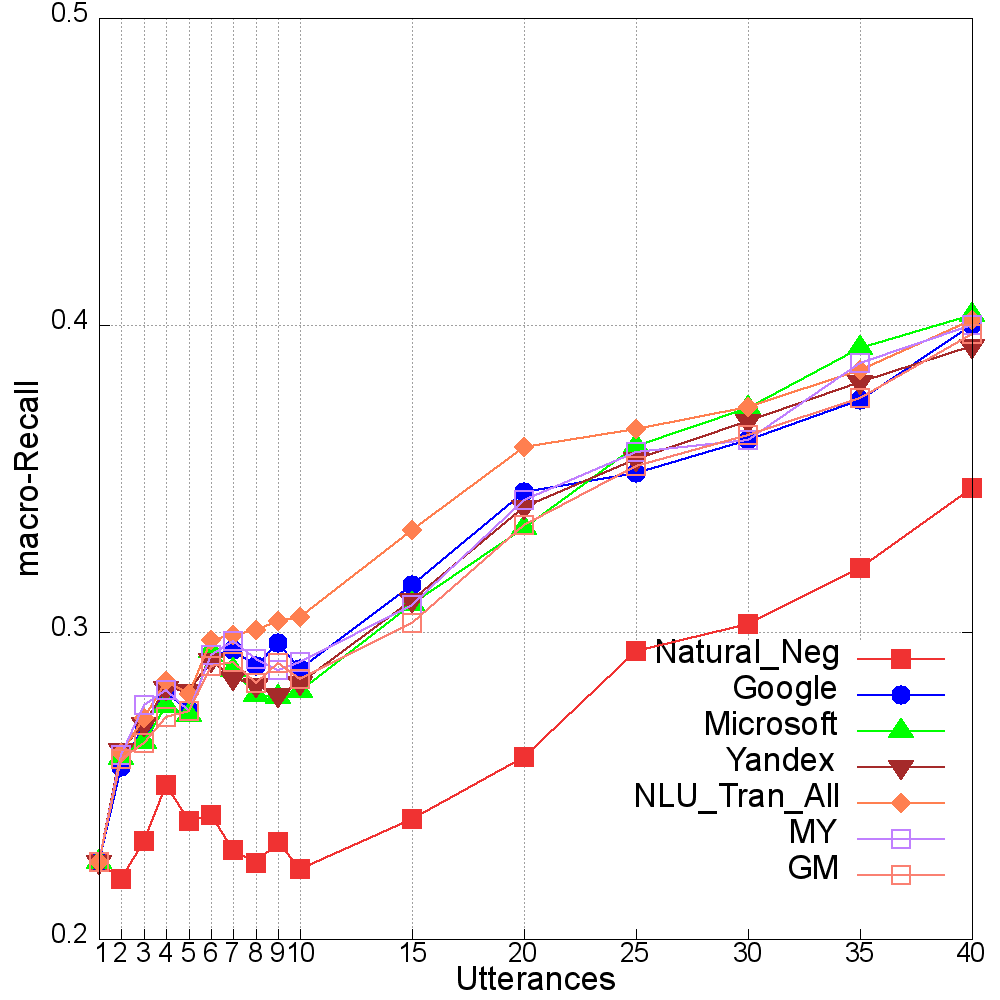 0.5
0.4
0.3
0.2
macro-Recall
Natural_Neg
Google
Microsoft
Yandex
NLU_Tran_All
MY
GM
1 2 3 4 5 6 7 8 9 10 15 20 25 30 35 40
Utterances